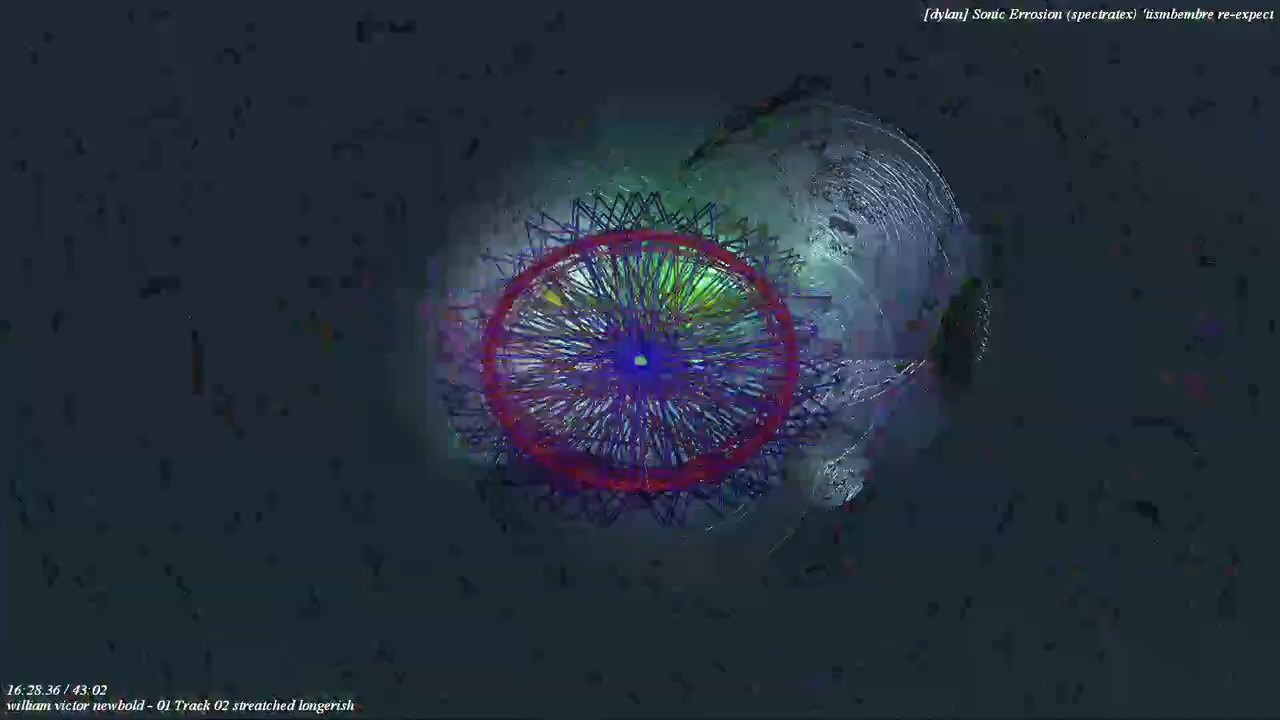 [dylan] Sonic Errosion (spectratex) 'tismbembre re-expect
16:28.36 / 43:02
william victor newbold - 01 Track 02 streatched longerish